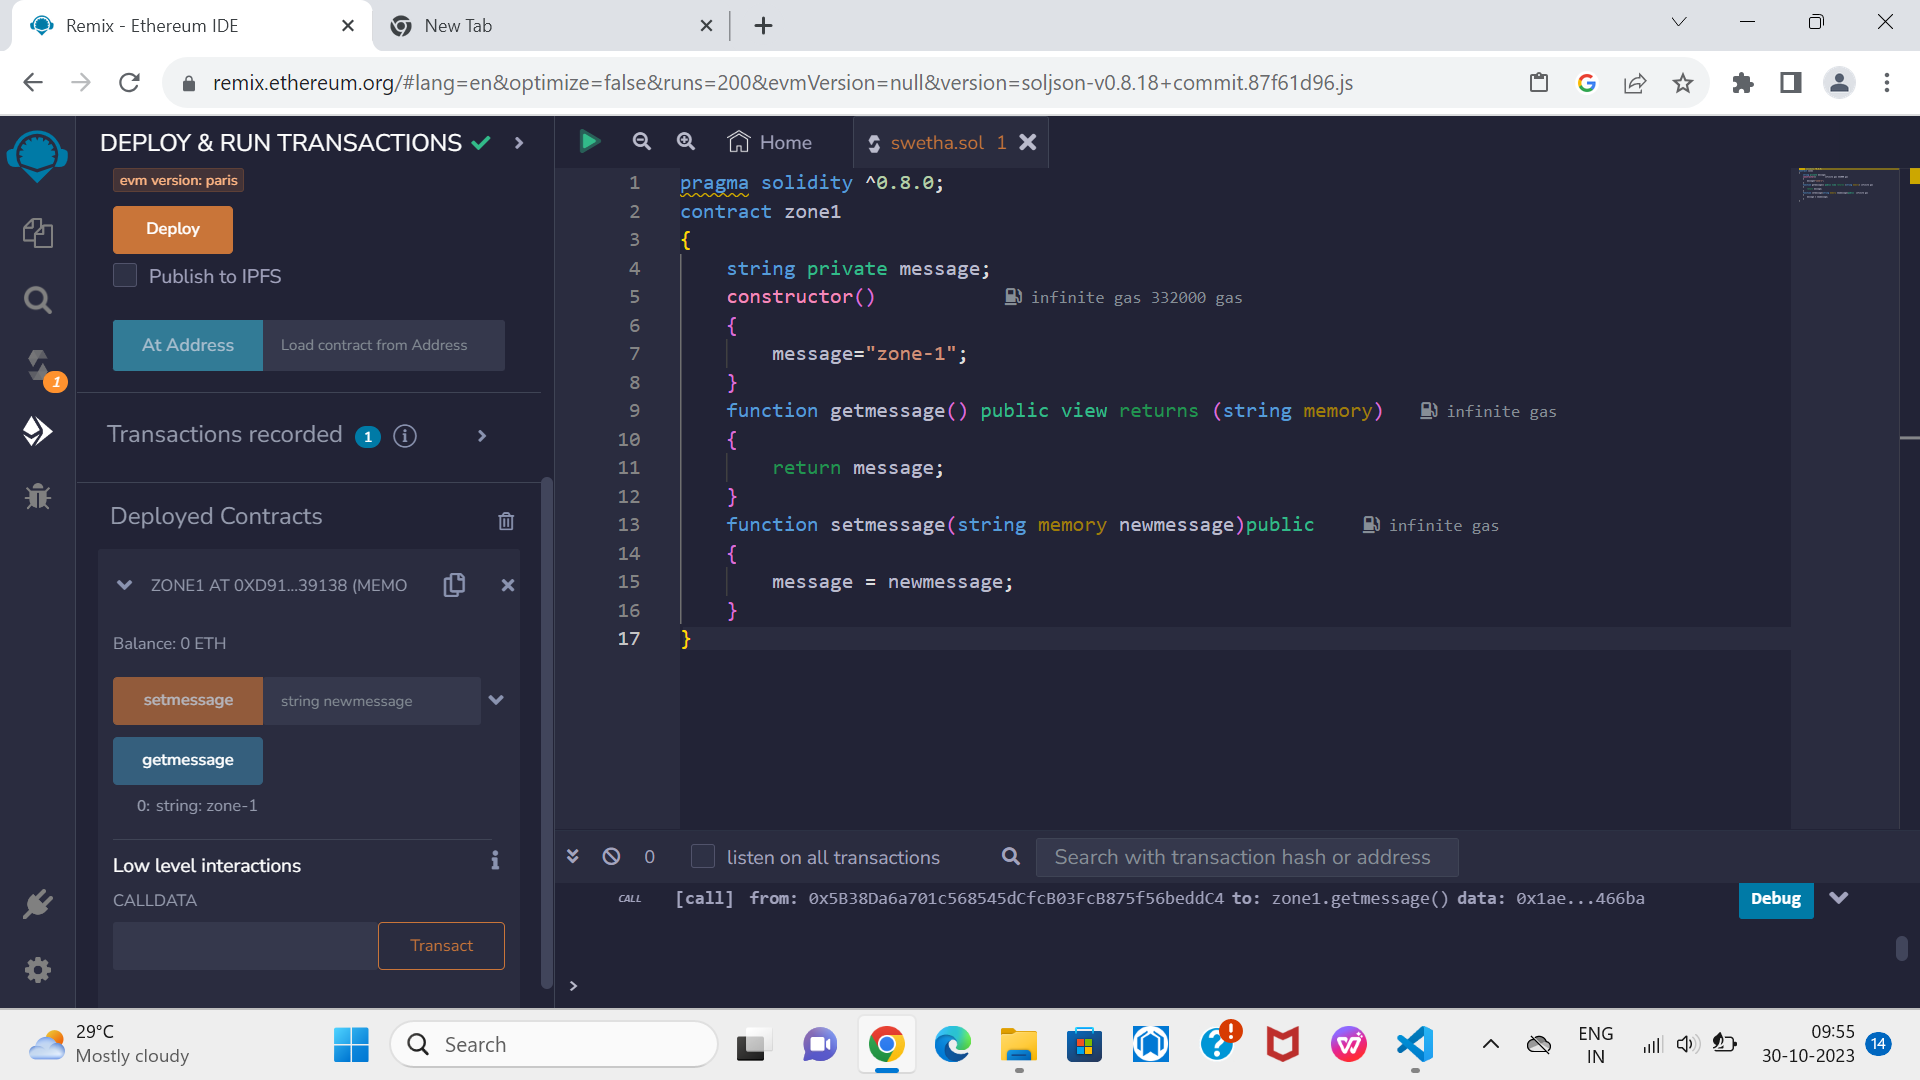 Remix - Ethereum IDE
New Tab
remix.ethereum.org/#lang=en&optimize=false&runs=200&evmVersion=null&version=soljson-v0.8.18+commit.87f61d96.js
DEPLOY & RUN TRANSACTIONS
evm version: paris
Deploy
Publish to IPFS
At Address
Load contract from Address
Transactions recorded 1 i
Deployed Contracts
ZONE1 AT 0XD91...39138 (MEMO
Balance: 0 ETH
setmessage
string newmessage
getmessage
0: string: zone-1
Low level interactions
CALLDATA
Transact
1
Home
swetha.sol 1
1 pragma solidity ^0.8.0;
2 contract zone1
3 {
4 string private message;
5 constructor() infinite gas 332000 gas
6 {
7 message="zone-1";
8 }
9 function getmessage() public view returns (string memory) infinite gas
10 {
11 return message;
12 }
13 function setmessage(string memory newmessage)public infinite gas
14 {
15 message = newmessage;
16 }
17 }
0
listen on all transactions
Search with transaction hash or address
CALL [call] from: 0x5B38Da6a701c568545dCfcB03FcB875f56beddC4 to: zone1.getmessage() data: 0x1ae...466ba
Debug
>
29°C
Mostly cloudy
Search
ENG
IN
09:55
30-10-2023
14